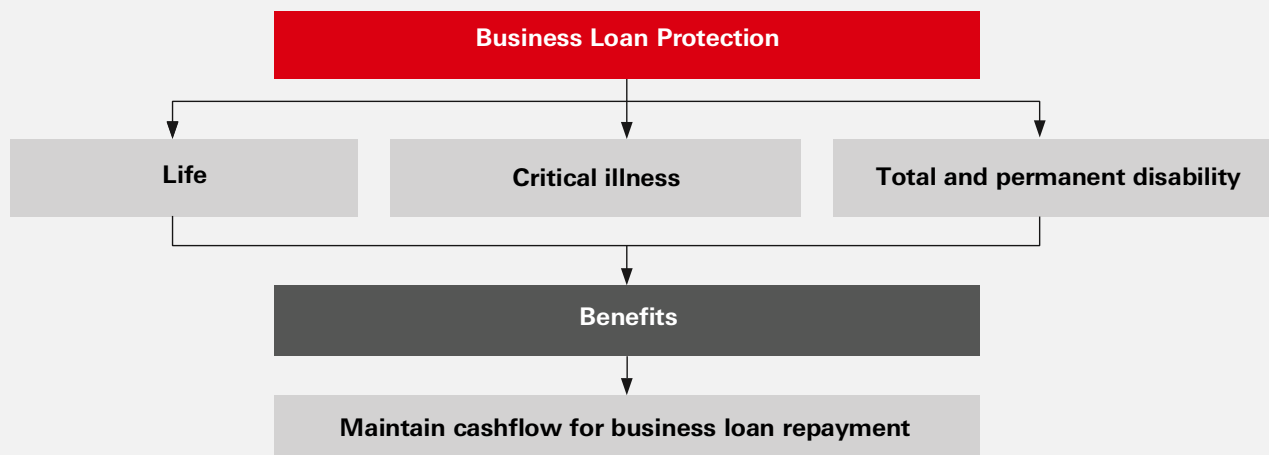 Business Loan Protection
Life
Critical illness
Total and permanent disability
Benefits
Maintain cashflow for business loan repayment